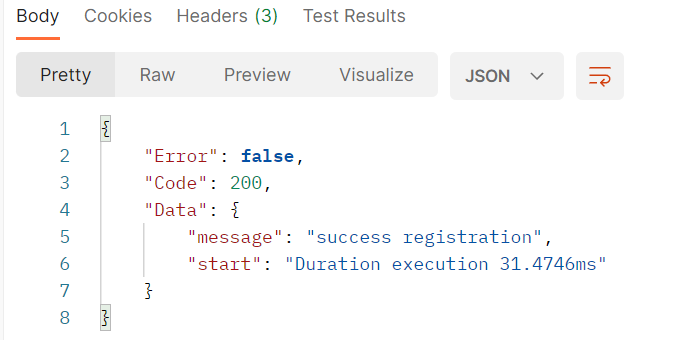 Body Cookies Headers (3) Test Results
Pretty Raw Preview Visualize JSON
1 {
2 "Error": false,
3 "Code": 200,
4 "Data": {
5 "message": "success registration",
6 "start": "Duration execution 31.4746ms"
7 }
8 }